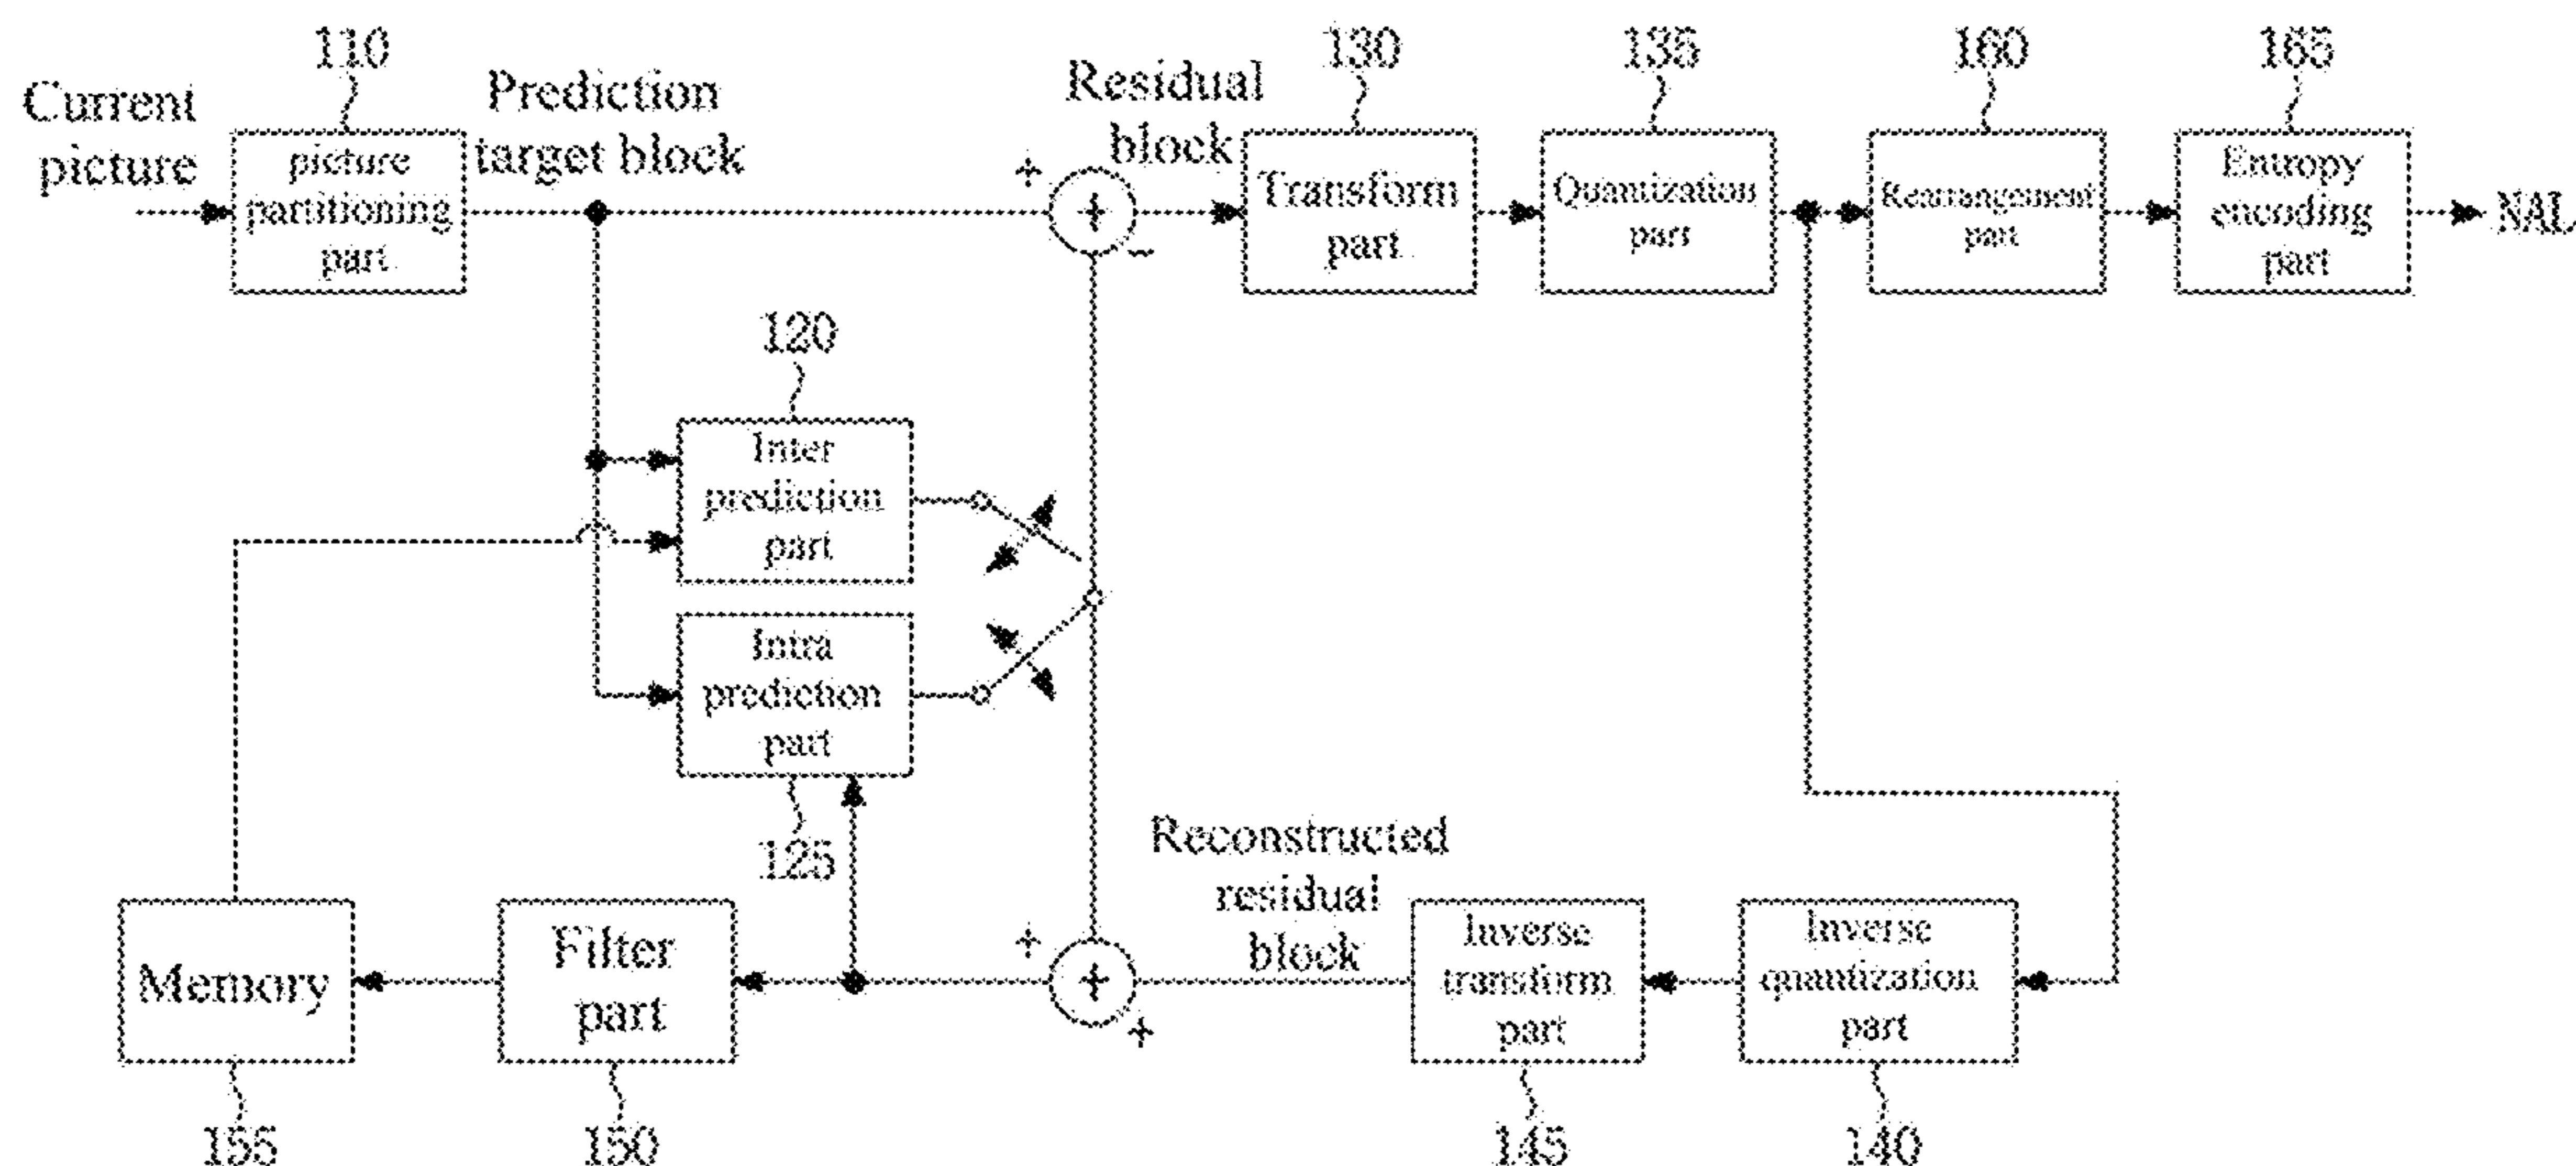 110
Current
picture
picture
partitioning
part
Prediction
target block
Residual
block
130
Transform
part
135
Quantization
part
160
Rearrangement
part
165
Entropy
encoding
part
NAL
+
+
−
120
Inter
prediction
part
Intra
prediction
part
125
Memory
155
Filter
part
150
+
+
+
Reconstructed
residual
block
Inverse
transform
part
145
Inverse
quantization
part
140